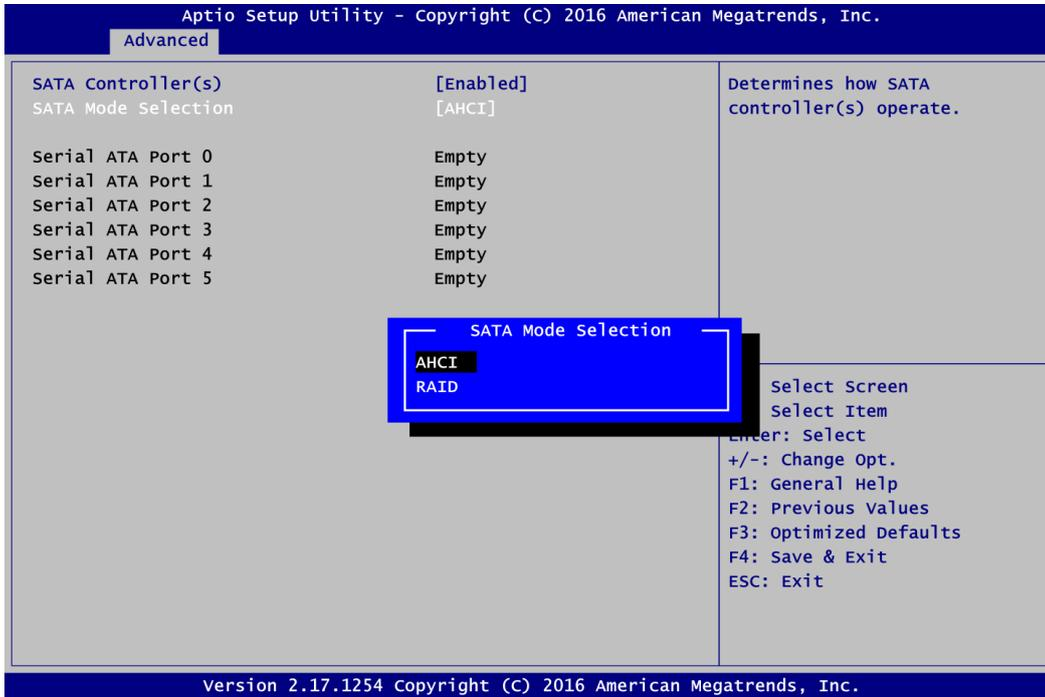 Aptio Setup Utility - Copyright (C) 2016 American Megatrends, Inc.
Advanced
SATA Controller(s) [Enabled]
SATA Mode Selection [AHCI]
Serial ATA Port 0 Empty
Serial ATA Port 1 Empty
Serial ATA Port 2 Empty
Serial ATA Port 3 Empty
Serial ATA Port 4 Empty
Serial ATA Port 5 Empty
Determines how SATA
controller(s) operate.
SATA Mode Selection
AHCI
RAID
Select Screen
Select Item
Enter: Select
+/-: Change Opt.
F1: General Help
F2: Previous Values
F3: Optimized Defaults
F4: Save & Exit
ESC: Exit
Version 2.17.1254 Copyright (C) 2016 American Megatrends, Inc.